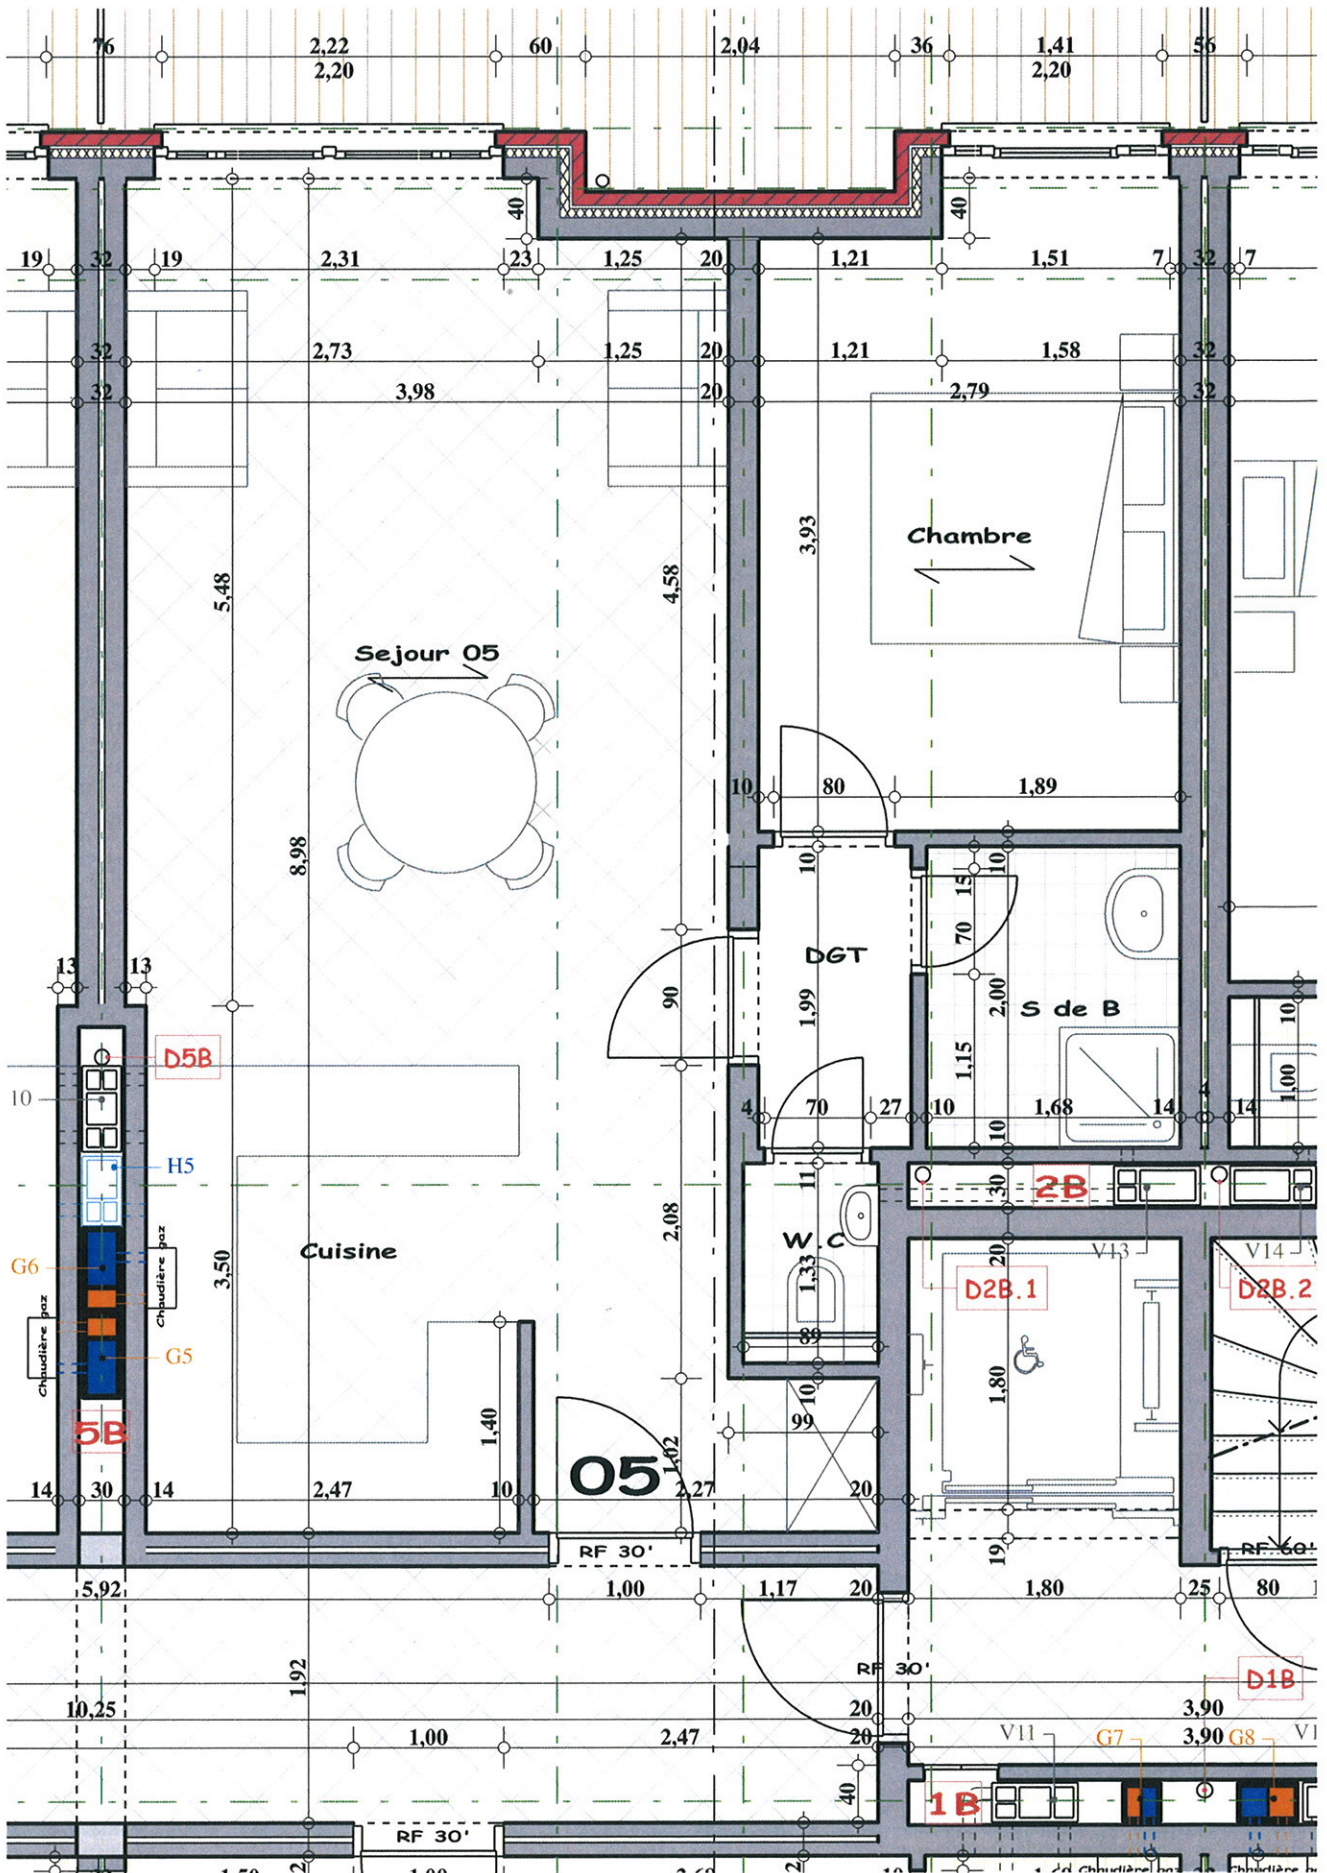 76 2,22 60 2,04 36 1,41 56
2,20 2,20
40 40
19 32 19 2,31 23 1,25 20 1,21 1,51 7 32 7
32 2,73 1,25 20 1,21 1,58 32
32 3,98 20 2,79 32
3,93
Chambre
5,48
4,58
Sejour 05
10 80 1,89
8,98
10 10
15
70
DGT
13 13
90
1,99
2,00
S de B
10
D5B
1,15
1,00
10
4 70 27 10 1,68 14 4 14
10
H5
11
30
2B
2,08
Cuisine
W.C
20
V13 V14
G6
3,50
Chaudière gaz
1,33
D2B.1 D2B.2
Chaudière gaz
89
G5
1,80
10
5B
1,40
99
1,02
05
14 30 14 2,47 10 2,27 20
RF 30'
19
RF 60'
5,92 1,00 1,17 20 1,80 25 80
1,92
RF 30'
D1B
10,25 20 3,90
1,00 2,47 20 V11 G7 3,90 G8
40
1B
RF 30'